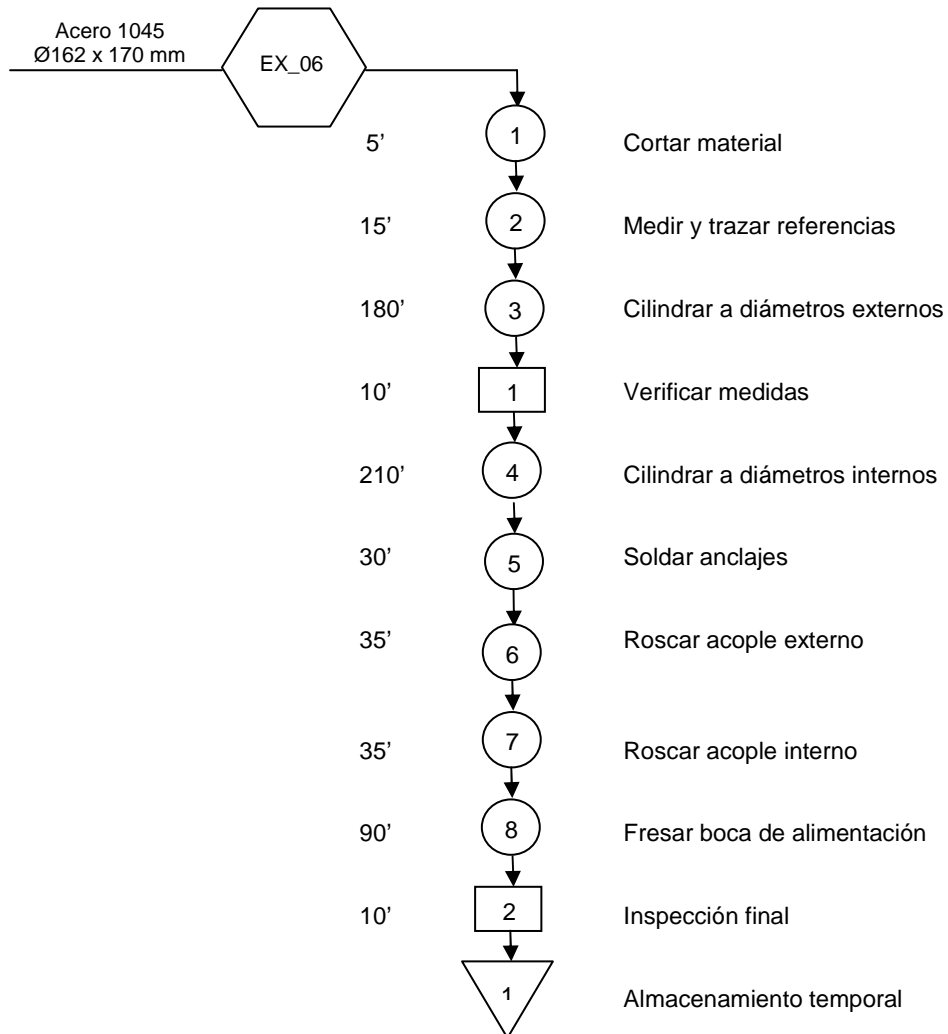 Acero 1045
Ø162 x 170 mm
EX_06
5’ 1 Cortar material
15’ 2 Medir y trazar referencias
180’ 3 Cilindrar a diámetros externos
10’ 1 Verificar medidas
210’ 4 Cilindrar a diámetros internos
30’ 5 Soldar anclajes
35’ 6 Roscar acople externo
35’ 7 Roscar acople interno
90’ 8 Fresar boca de alimentación
10’ 2 Inspección final
1 Almacenamiento temporal